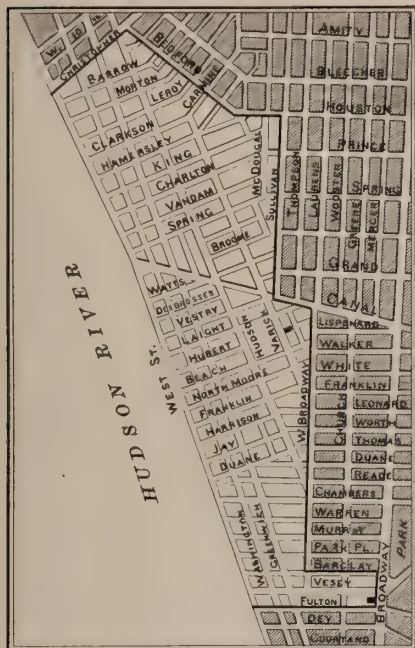 AMITY
W. 10
CHRISTOPHER
BEDFORD
BLEECKER
BARROW
MORTON
LEROY
CARMINE
HOUSTON
CLARKSON
HAMERSLEY
KING
CHARLTON
VANDAM
SPRING
BROOME
MCDOUGAL
SULLIVAN
PRINCE
THOMPSON
LAURENS
WOOSTER
SPRING
GREENE
MERCER
GRAND
CANAL
WATTS
DESBROSSES
VESTRY
LAIGHT
HUBERT
BEACH
NORTH MOORE
FRANKLIN
HARRISON
JAY
DUANE
HUDSON RIVER
WEST ST.
HUDSON
VARICK
W. BROADWAY
LISPENARD
WALKER
WHITE
FRANKLIN
CHURCH
LEONARD
WORTH
THOMAS
DUANE
READE
CHAMBERS
WARREN
MURRAY
PARK PL.
BARCLAY
VESEY
FULTON
DEY
COURTLAND
WASHINGTON
GREENWICH
BROADWAY
PARK